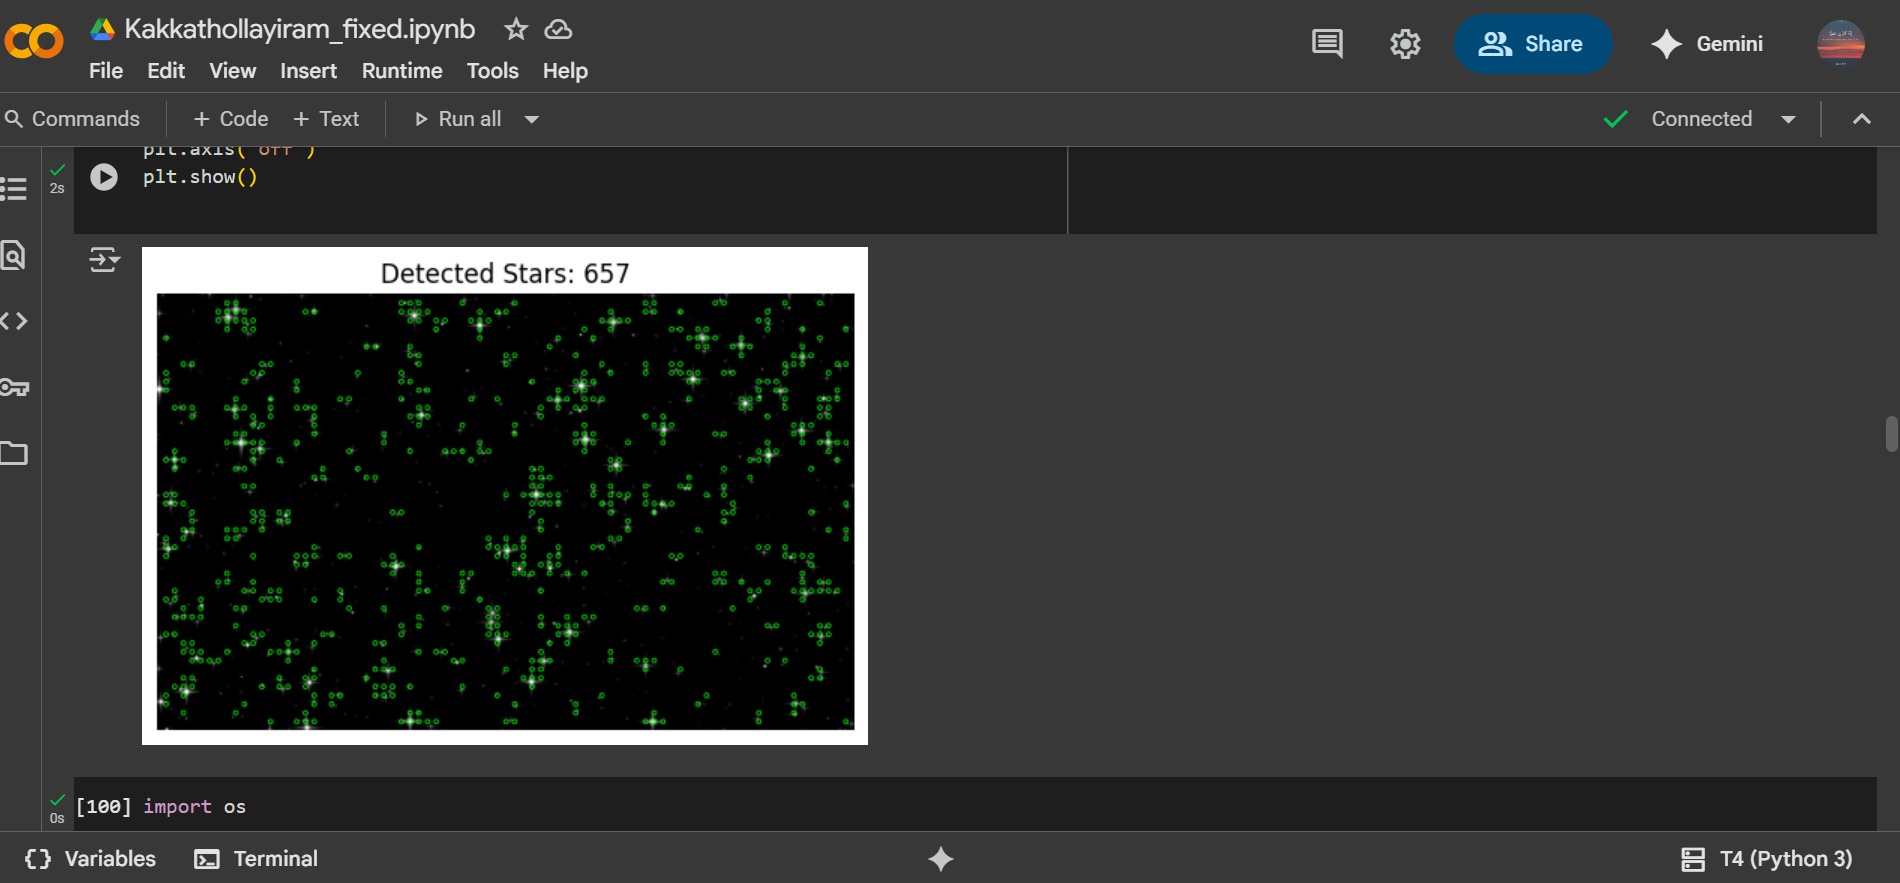 Kakkathollayiram_fixed.ipynb
File Edit View Insert Runtime Tools Help
Share
Gemini
Commands + Code + Text Run all
Connected
plt.axis('off')
2s
plt.show()
Detected Stars: 657
[100] import os
0s
Variables Terminal
T4 (Python 3)